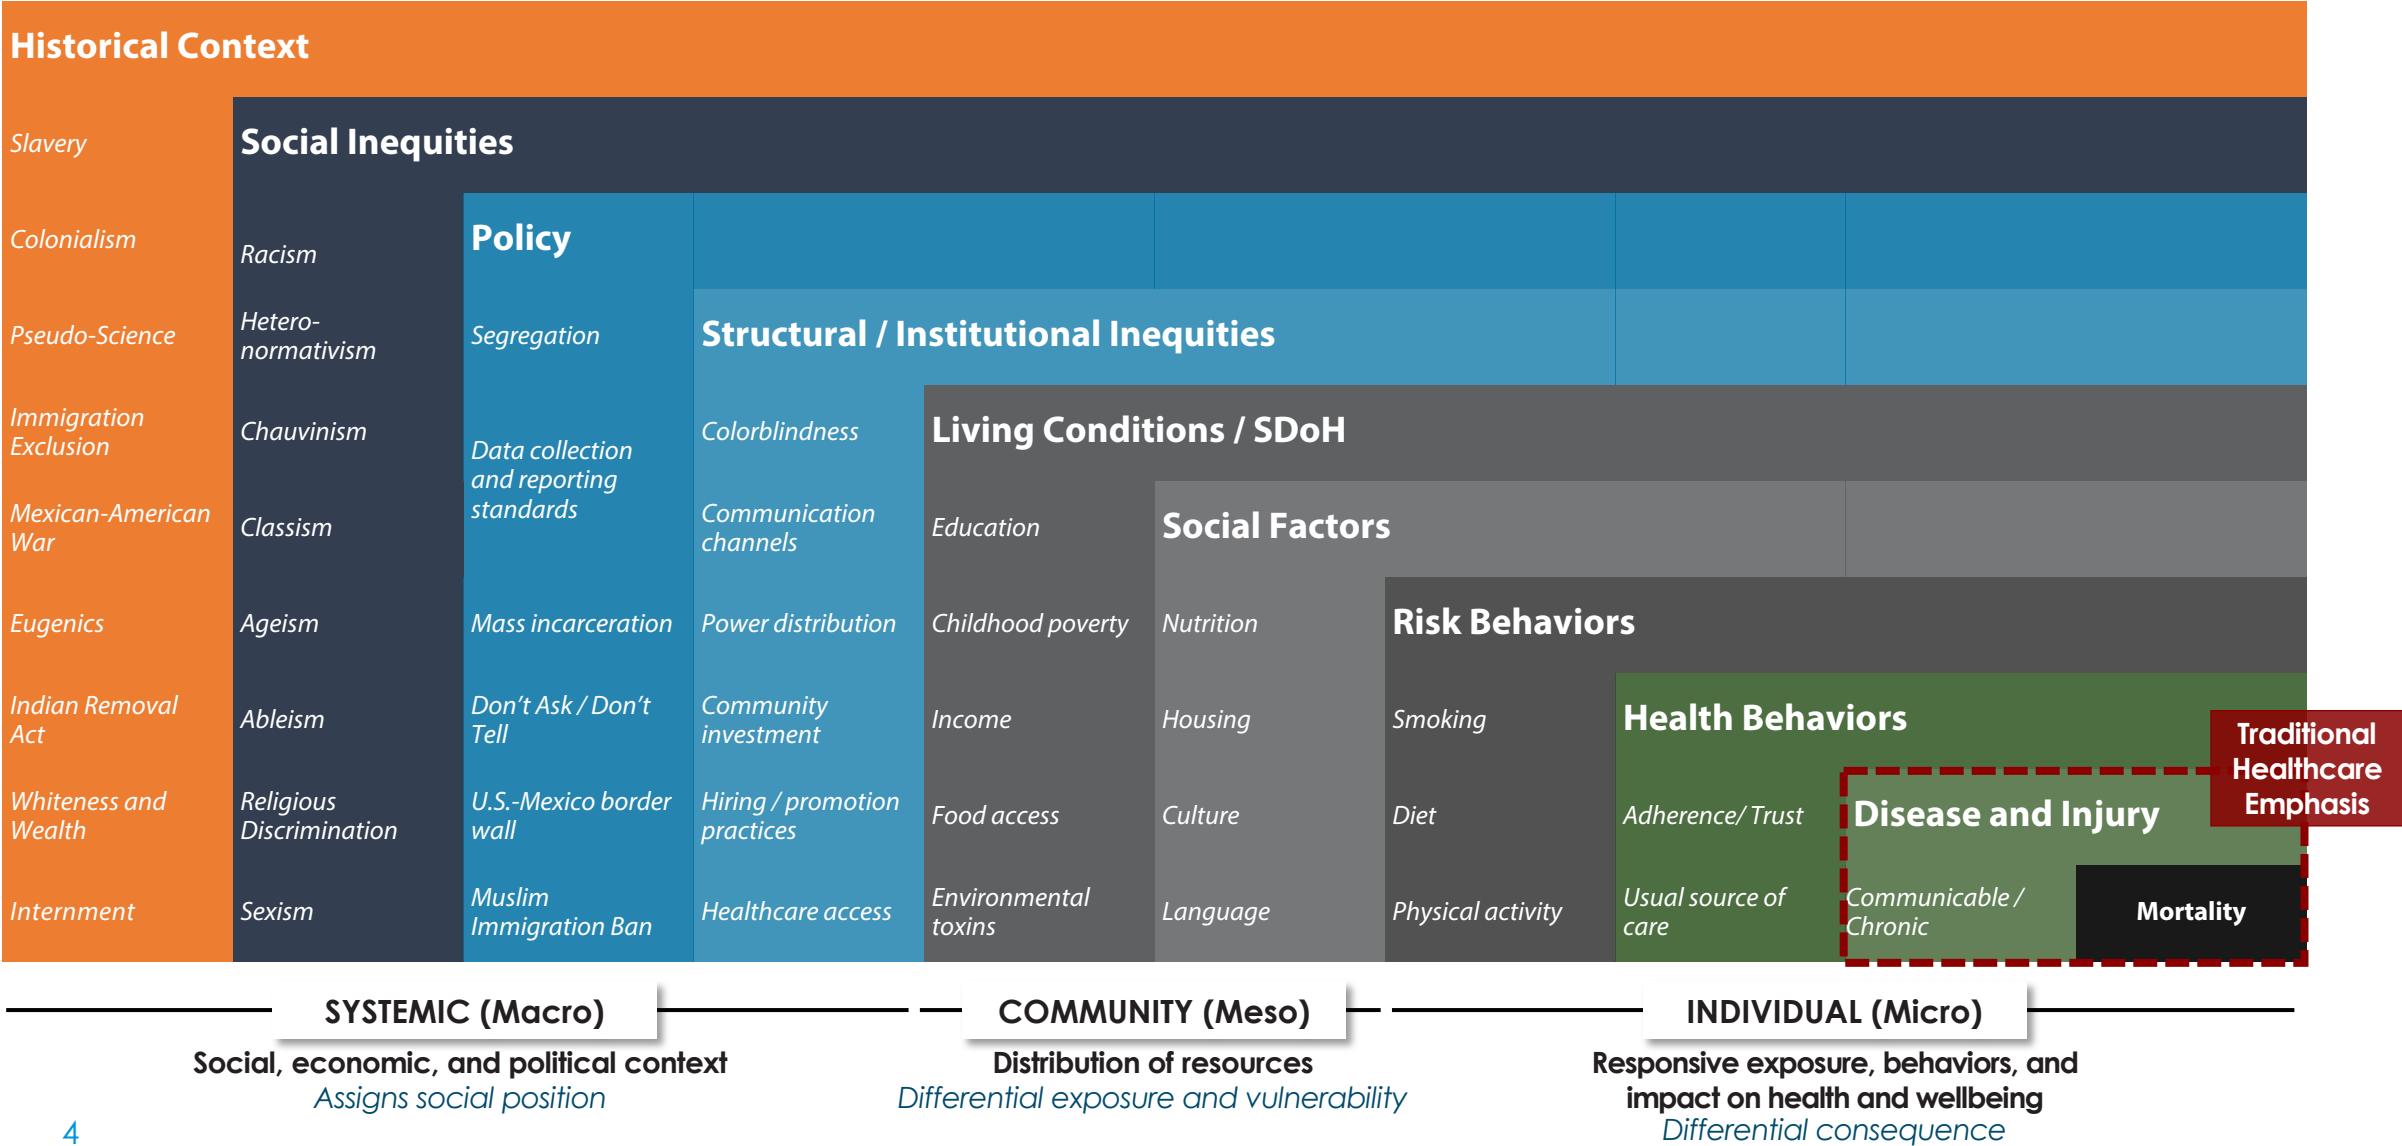 Historical Context
Slavery
Colonialism
Pseudo-Science
Immigration
Exclusion
Mexican-American
War
Eugenics
Indian Removal
Act
Whiteness and
Wealth
Internment
Social Inequities
Racism
Hetero-
normativism
Chauvinism
Classism
Ageism
Ableism
Religious
Discrimination
Sexism
Policy
Segregation
Data collection
and reporting
standards
Mass incarceration
Don't Ask / Don't
Tell
U.S.-Mexico border
wall
Muslim
Immigration Ban
Structural / Institutional Inequities
Colorblindness
Communication
channels
Power distribution
Community
investment
Hiring / promotion
practices
Healthcare access
Living Conditions / SDoH
Education
Childhood poverty
Income
Food access
Environmental
toxins
Social Factors
Nutrition
Housing
Culture
Language
Risk Behaviors
Smoking
Diet
Physical activity
Health Behaviors
Adherence/ Trust
Usual source of
care
Traditional
Healthcare
Emphasis
Disease and Injury
Communicable /
Chronic
Mortality
SYSTEMIC (Macro)
Social, economic, and political context
Assigns social position
COMMUNITY (Meso)
Distribution of resources
Differential exposure and vulnerability
INDIVIDUAL (Micro)
Responsive exposure, behaviors, and
impact on health and wellbeing
Differential consequence
4